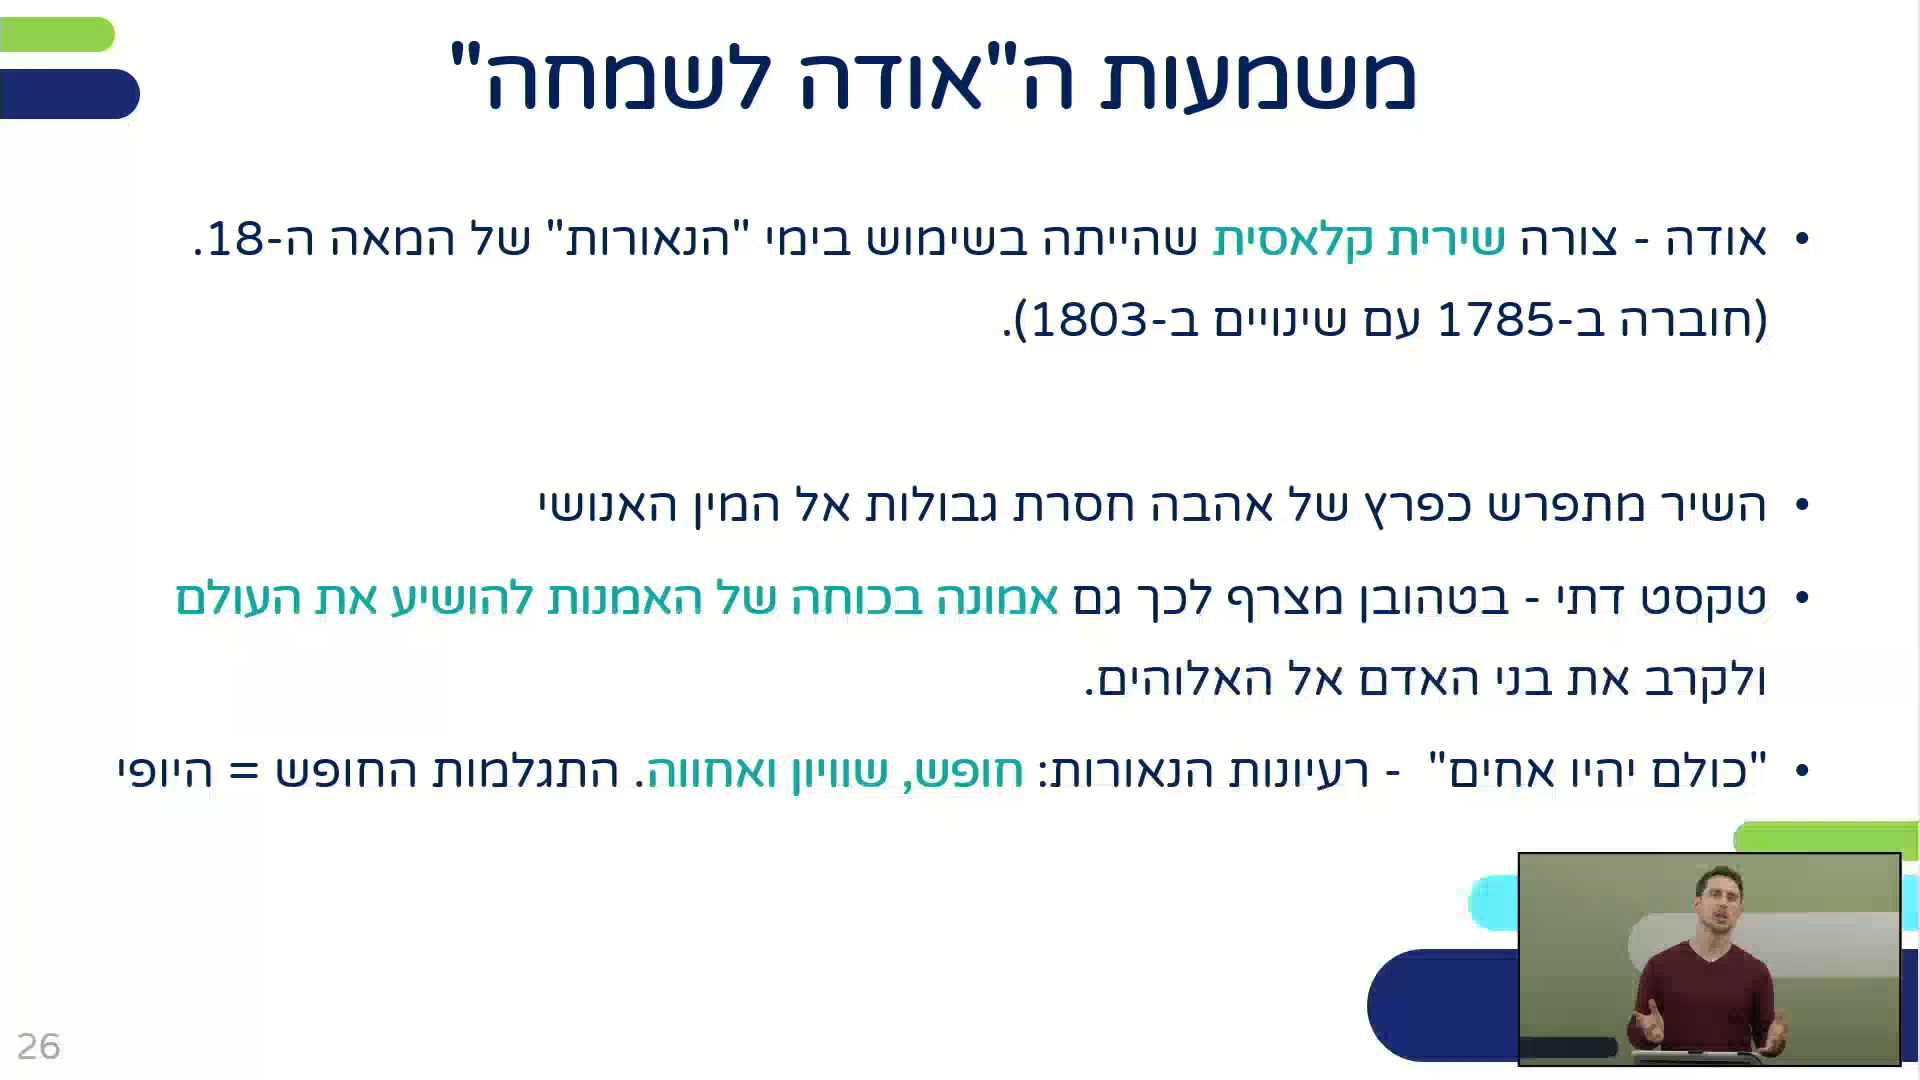 משמעות ה"אודה לשמחה"
• אודה - צורה שירית קלאסית שהייתה בשימוש בימי "הנאורות" של המאה ה-18.
(חוברה ב-1785 עם שינויים ב-1803).
• השיר מתפרש כפרץ של אהבה חסרת גבולות אל המין האנושי
• טקסט דתי - בטהובן מצרף לכך גם אמונה בכוחה של האמנות להושיע את העולם
ולקרב את בני האדם אל האלוהים.
• "כולם יהיו אחים" - רעיונות הנאורות: חופש, שוויון ואחווה. התגלמות החופש = היופי
26